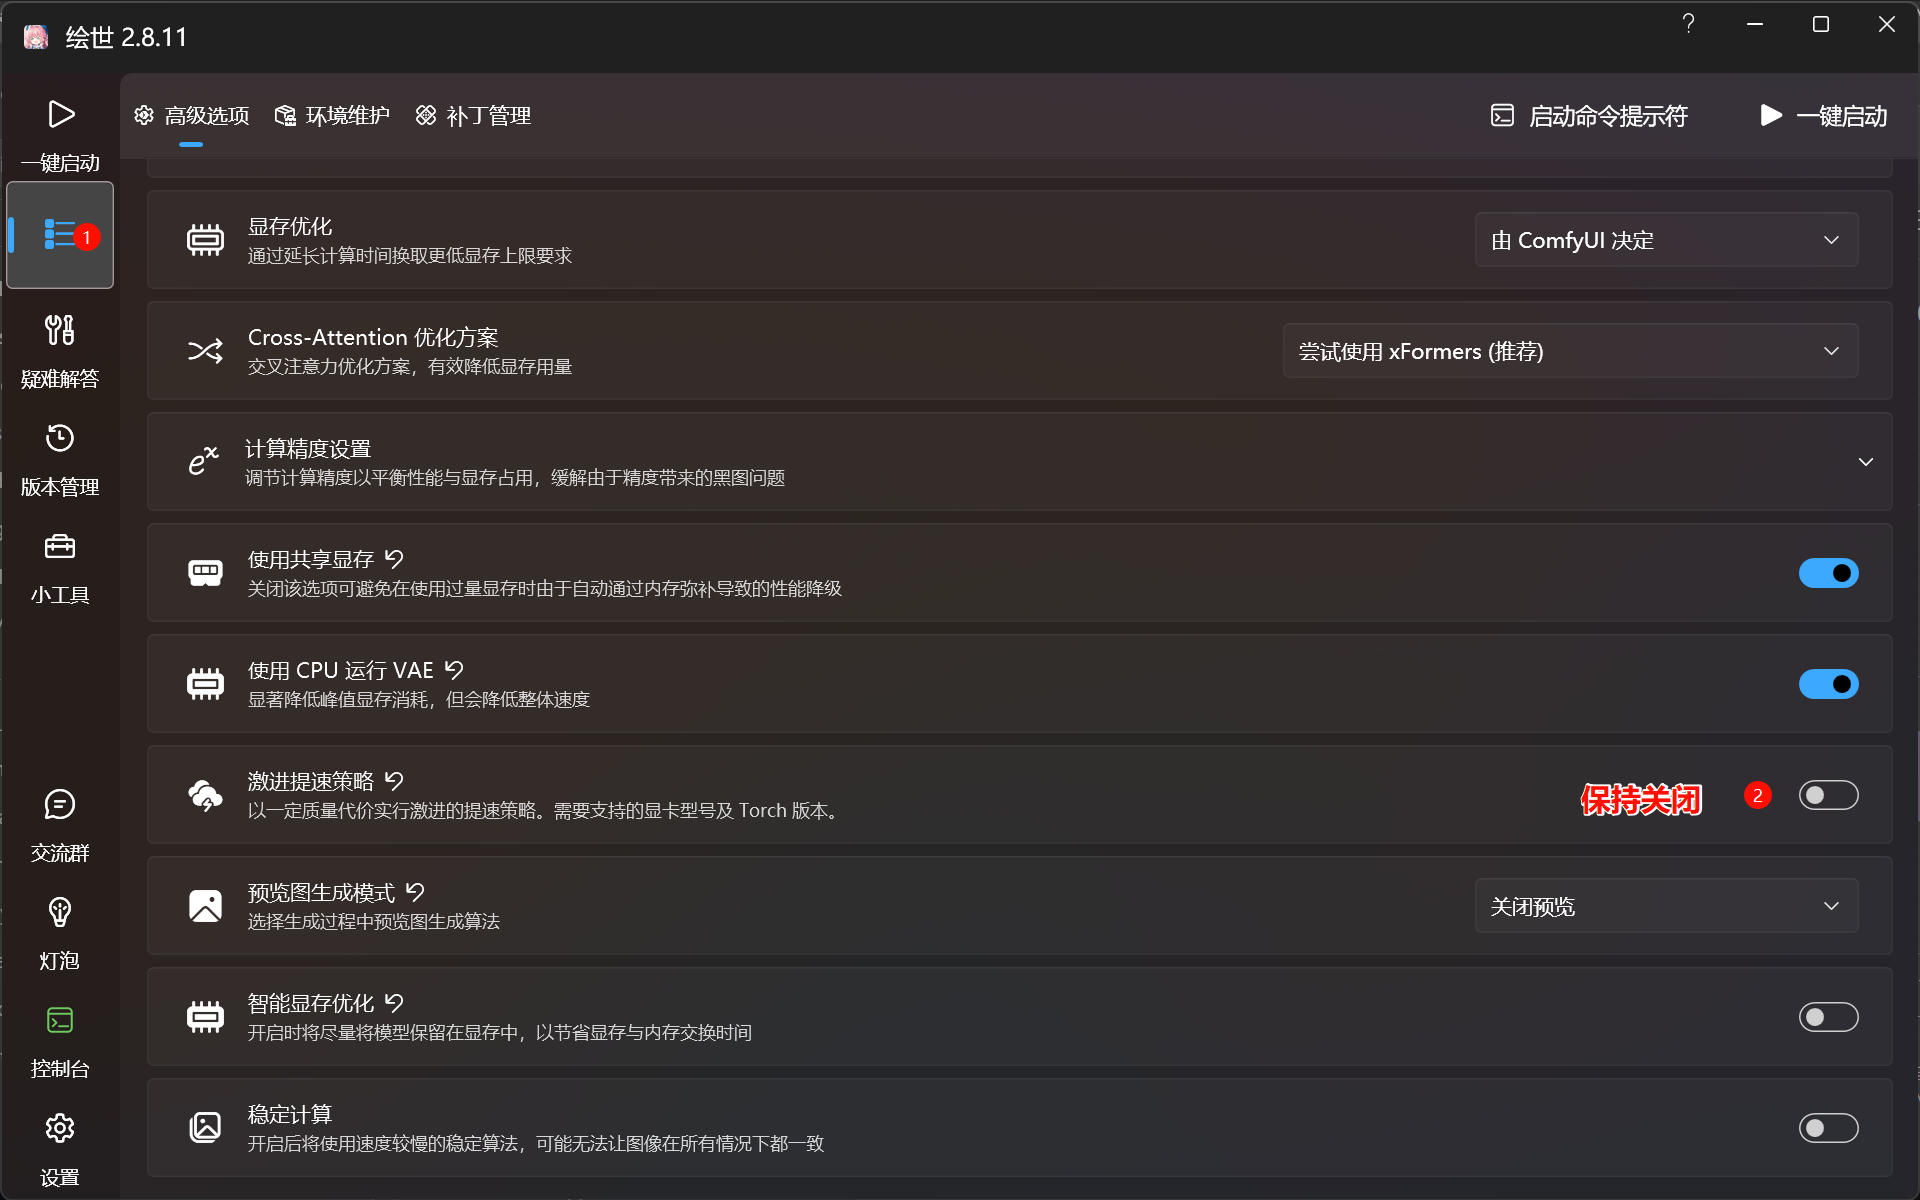 绘世 2.8.11
?
一键启动
1
疑难解答
版本管理
小工具
交流群
灯泡
控制台
设置
高级选项
环境维护
补丁管理
启动命令提示符
一键启动
显存优化
通过延长计算时间换取更低显存上限要求
由 ComfyUI 决定
Cross-Attention 优化方案
交叉注意力优化方案，有效降低显存用量
尝试使用 xFormers (推荐)
计算精度设置
调节计算精度以平衡性能与显存占用，缓解由于精度带来的黑图问题
使用共享显存
关闭该选项可避免在使用过量显存时由于自动通过内存弥补导致的性能降级
使用 CPU 运行 VAE
显著降低峰值显存消耗，但会降低整体速度
激进提速策略
以一定质量代价实行激进的提速策略。需要支持的显卡型号及 Torch 版本。
保持关闭
2
预览图生成模式
选择生成过程中预览图生成算法
关闭预览
智能显存优化
开启时将尽量将模型保留在显存中，以节省显存与内存交换时间
稳定计算
开启后将使用速度较慢的稳定算法，可能无法让图像在所有情况下都一致